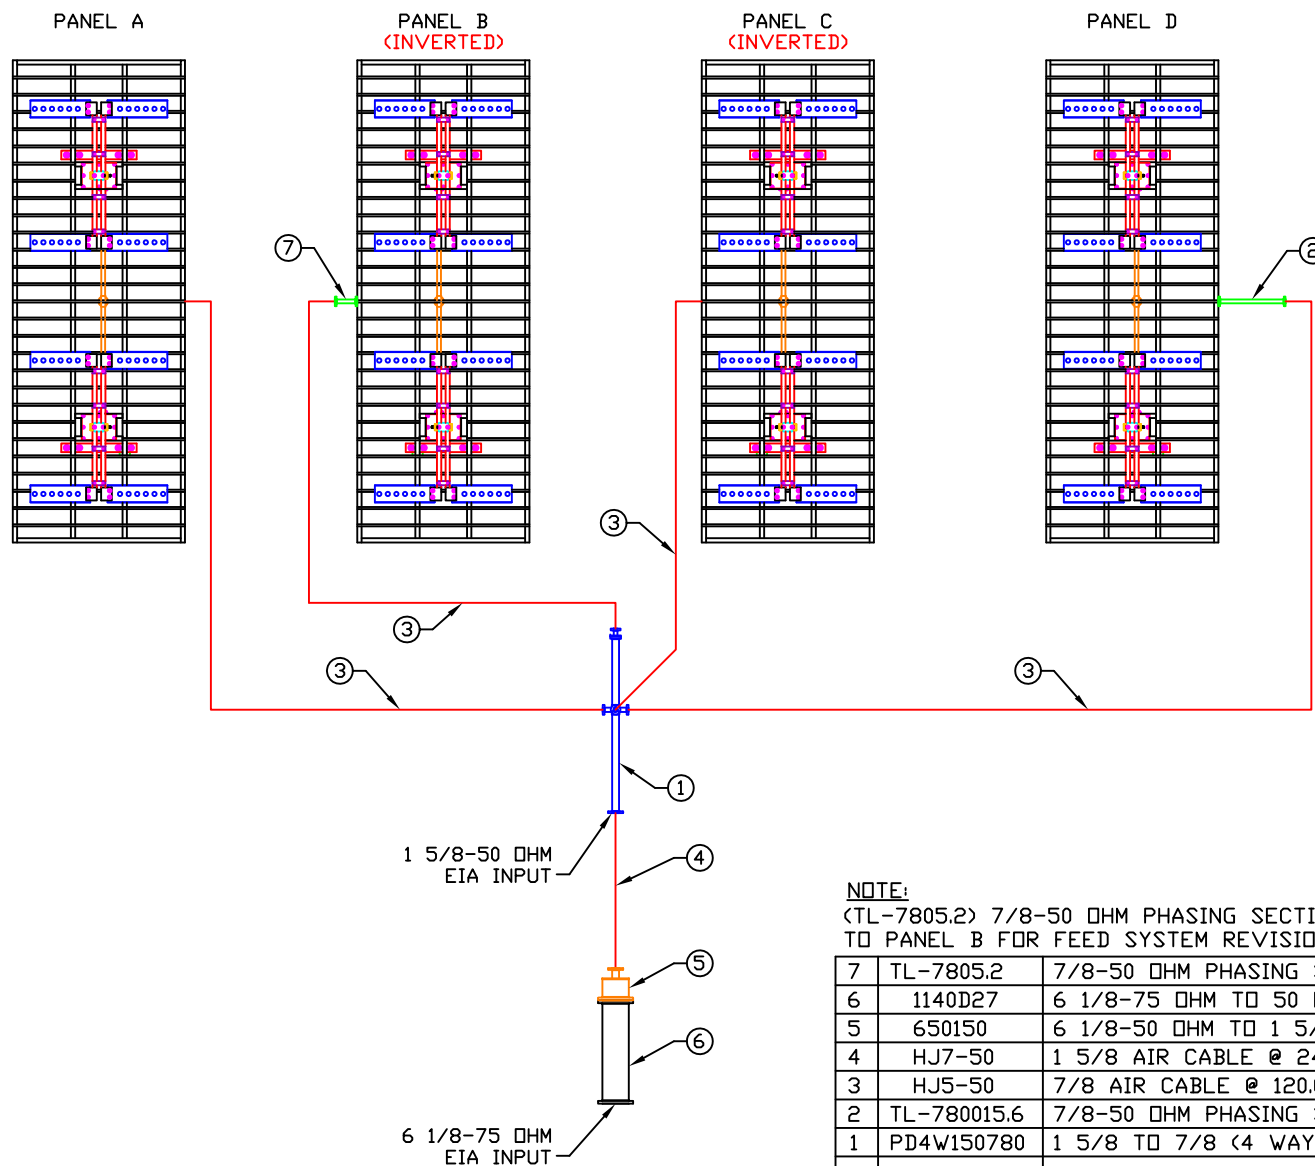 PANEL A
PANEL B
(INVERTED)
PANEL C
(INVERTED)
PANEL D
7
2
3
3
3
3
1
1 5/8-50 OHM
EIA INPUT
4
5
6
6 1/8-75 OHM
EIA INPUT
NOTE:
(TL-7805.2) 7/8-50 OHM PHASING SECTI
TO PANEL B FOR FEED SYSTEM REVISIO
7 TL-7805.2 7/8-50 OHM PHASING
6 1140D27 6 1/8-75 OHM TO 50
5 650150 6 1/8-50 OHM TO 1 5/
4 HJ7-50 1 5/8 AIR CABLE @ 24
3 HJ5-50 7/8 AIR CABLE @ 120.
2 TL-780015.6 7/8-50 OHM PHASING
1 PD4W150780 1 5/8 TO 7/8 (4 WAY